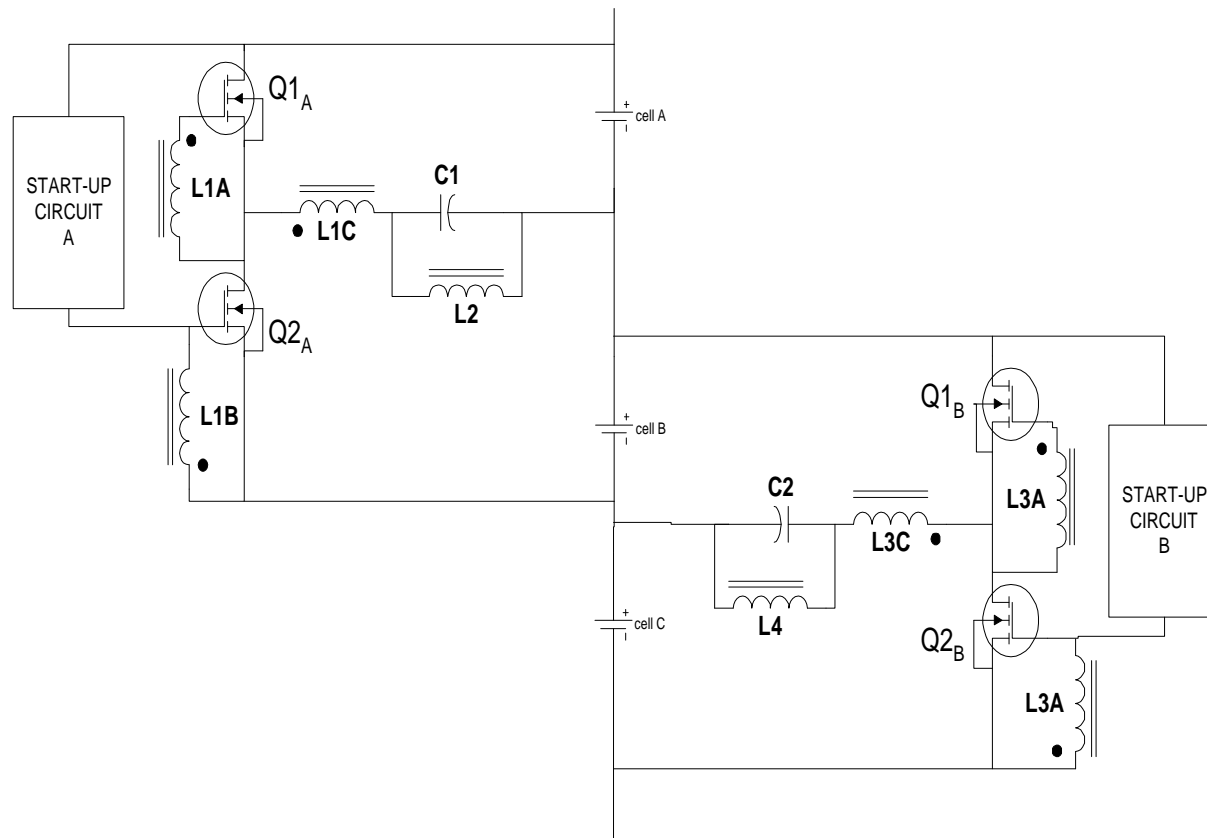 Q1A
+
cell A
-
START-UP
CIRCUIT
A
L1A
C1
L1C
L2
Q2A
L1B
+
cell B
-
Q1B
START-UP
CIRCUIT
B
C2
L3A
L3C
+
cell C
-
L4
Q2B
L3A